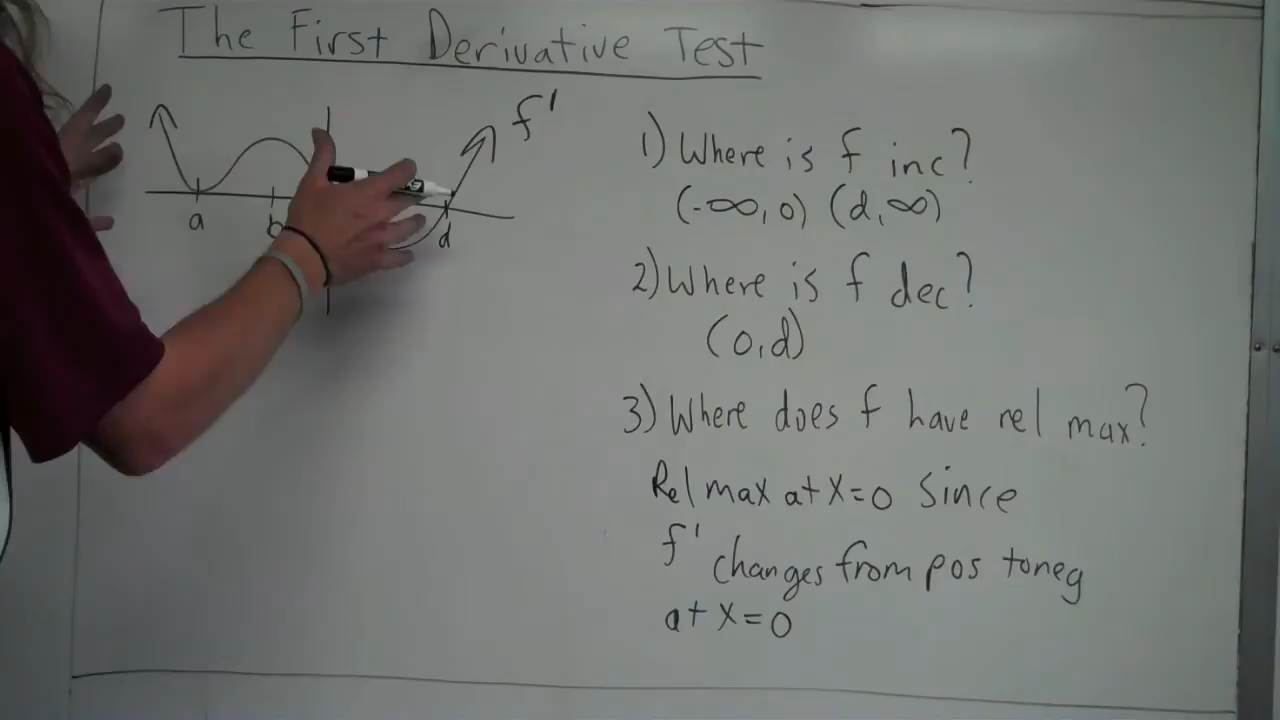 The First Derivative Test
f'
a
b
d
1) Where is f inc?
(-∞,0) (d,∞)
2) Where is f dec?
(0,d)
3) Where does f have rel max?
Rel max at x=0 since
f' changes from pos to neg
at x=0